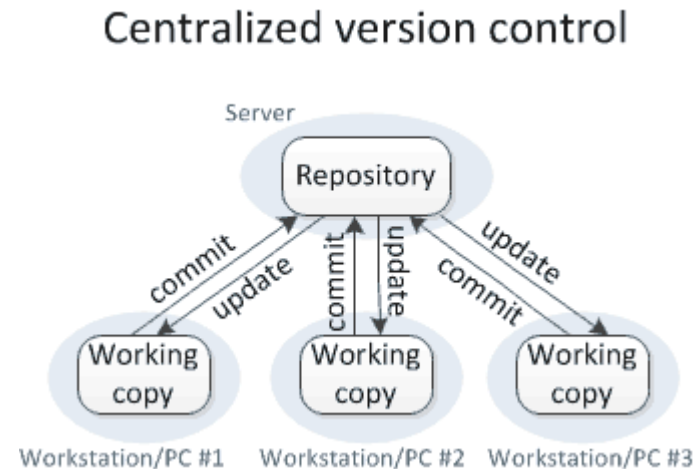 Centralized version control
Server
Repository
commit
update
commit
update
update
commit
Working
copy
Working
copy
Working
copy
Workstation/PC #1
Workstation/PC #2
Workstation/PC #3